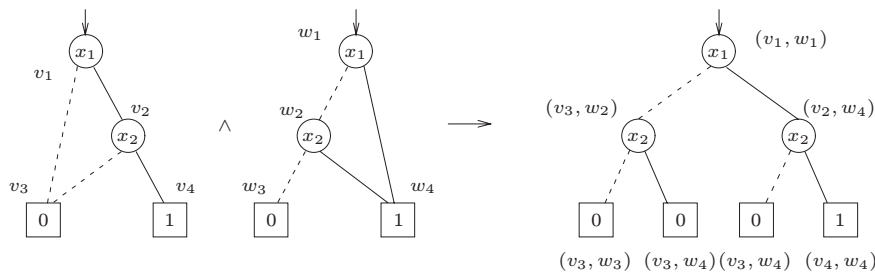 w₁ x₁ x₁ x₁ (v₁, w₁)
v₁
v₂ w₂ (v₃, w₂) (v₂, w₄)
x₂ ∧ x₂ x₂ x₂
v₃ v₄ w₃ w₄
0 1 0 1 0 0 0 1
(v₃, w₃) (v₃, w₄) (v₃, w₄) (v₄, w₄)